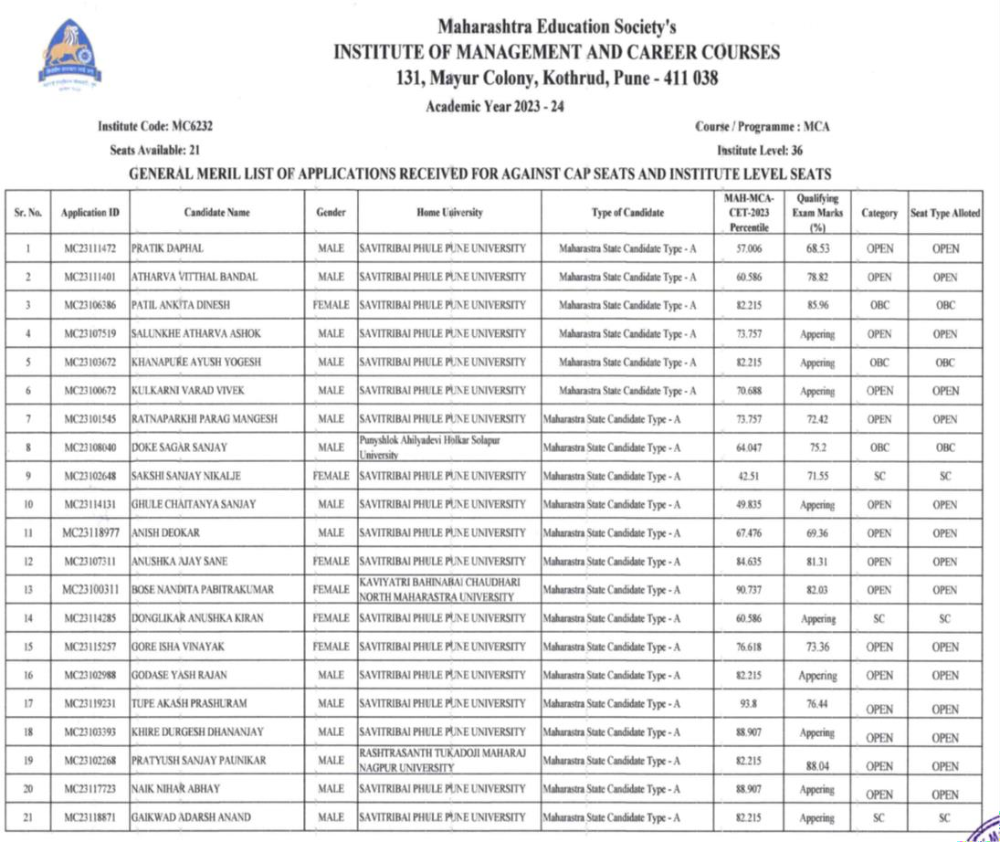 Maharashtra Education Society's
INSTITUTE OF MANAGEMENT AND CAREER COURSES
131, Mayur Colony, Kothrud, Pune - 411 038
Academic Year 2023 - 24
Institute Code: MC6232 Course / Programme : MCA
Seats Available: 21 Institute Level: 36
GENERAL MERIL LIST OF APPLICATIONS RECEIVED FOR AGAINST CAP SEATS AND INSTITUTE LEVEL SEATS
Sr. No. Application ID Candidate Name Gender Home University Type of Candidate MAH-MCA-CET-2023 Percentile Qualifying Exam Marks (%) Category Seat Type Alloted
1 MC23111472 PRATIK DAPHAL MALE SAVITRIBAI PHULE PUNE UNIVERSITY Maharastra State Candidate Type - A 57.006 68.53 OPEN OPEN
2 MC23111401 ATHARVA VITTHAL BANDAL MALE SAVITRIBAI PHULE PUNE UNIVERSITY Maharastra State Candidate Type - A 60.586 78.82 OPEN OPEN
3 MC23106386 PATIL ANKITA DINESH FEMALE SAVITRIBAI PHULE PUNE UNIVERSITY Maharastra State Candidate Type - A 82.215 85.96 OBC OBC
4 MC23107519 SALUNKHE ATHARVA ASHOK MALE SAVITRIBAI PHULE PUNE UNIVERSITY Maharastra State Candidate Type - A 73.757 Appering OPEN OPEN
5 MC23103672 KHANAPURE AYUSH YOGESH MALE SAVITRIBAI PHULE PUNE UNIVERSITY Maharastra State Candidate Type - A 82.215 Appering OBC OBC
6 MC23100672 KULKARNI VARAD VIVEK MALE SAVITRIBAI PHULE PUNE UNIVERSITY Maharastra State Candidate Type - A 70.688 Appering OPEN OPEN
7 MC23101545 RATNAPARKHI PARAG MANGESH MALE SAVITRIBAI PHULE PUNE UNIVERSITY Maharastra State Candidate Type - A 73.757 72.42 OPEN OPEN
8 MC23108040 DOKE SAGAR SANJAY MALE Punyshlok Ahilyadevi Holkar Solapur University Maharastra State Candidate Type - A 64.047 75.2 OBC OBC
9 MC23102648 SAKSHI SANJAY NIKALJE FEMALE SAVITRIBAI PHULE PUNE UNIVERSITY Maharastra State Candidate Type - A 42.51 71.55 SC SC
10 MC23114131 GHULE CHAITANYA SANJAY MALE SAVITRIBAI PHULE PUNE UNIVERSITY Maharastra State Candidate Type - A 49.835 Appering OPEN OPEN
11 MC23118977 ANISH DEOKAR MALE SAVITRIBAI PHULE PUNE UNIVERSITY Maharastra State Candidate Type - A 67.476 69.36 OPEN OPEN
12 MC23107311 ANUSHKA AJAY SANE FEMALE SAVITRIBAI PHULE PUNE UNIVERSITY Maharastra State Candidate Type - A 84.635 81.31 OPEN OPEN
13 MC23100311 BOSE NANDITA PABITRAKUMAR FEMALE KAVIYATRI BAHINABAI CHAUDHARI NORTH MAHARASTRA UNIVERSITY Maharastra State Candidate Type - A 90.737 82.03 OPEN OPEN
14 MC23114285 DONGLIKAR ANUSHKA KIRAN FEMALE SAVITRIBAI PHULE PUNE UNIVERSITY Maharastra State Candidate Type - A 60.586 Appering SC SC
15 MC23115257 GORE ISHA VINAYAK FEMALE SAVITRIBAI PHULE PUNE UNIVERSITY Maharastra State Candidate Type - A 76.618 73.36 OPEN OPEN
16 MC23102988 GODASE YASH RAJAN MALE SAVITRIBAI PHULE PUNE UNIVERSITY Maharastra State Candidate Type - A 82.215 Appering OPEN OPEN
17 MC23119231 TUPE AKASH PRASHURAM MALE SAVITRIBAI PHULE PUNE UNIVERSITY Maharastra State Candidate Type - A 93.8 76.44 OPEN OPEN
18 MC23103393 KHIRE DURGESH DHANANJAY MALE SAVITRIBAI PHULE PUNE UNIVERSITY Maharastra State Candidate Type - A 88.907 Appering OPEN OPEN
19 MC23102268 PRATYUSH SANJAY PAUNIKAR MALE RASHTRASANTH TUKADOJI MAHARAJ NAGPUR UNIVERSITY Maharastra State Candidate Type - A 82.215 88.04 OPEN OPEN
20 MC23117723 NAIK NIHAR ABHAY MALE SAVITRIBAI PHULE PUNE UNIVERSITY Maharastra State Candidate Type - A 88.907 Appering OPEN OPEN
21 MC23118871 GAIKWAD ADARSH ANAND MALE SAVITRIBAI PHULE PUNE UNIVERSITY Maharastra State Candidate Type - A 82.215 Appering SC SC